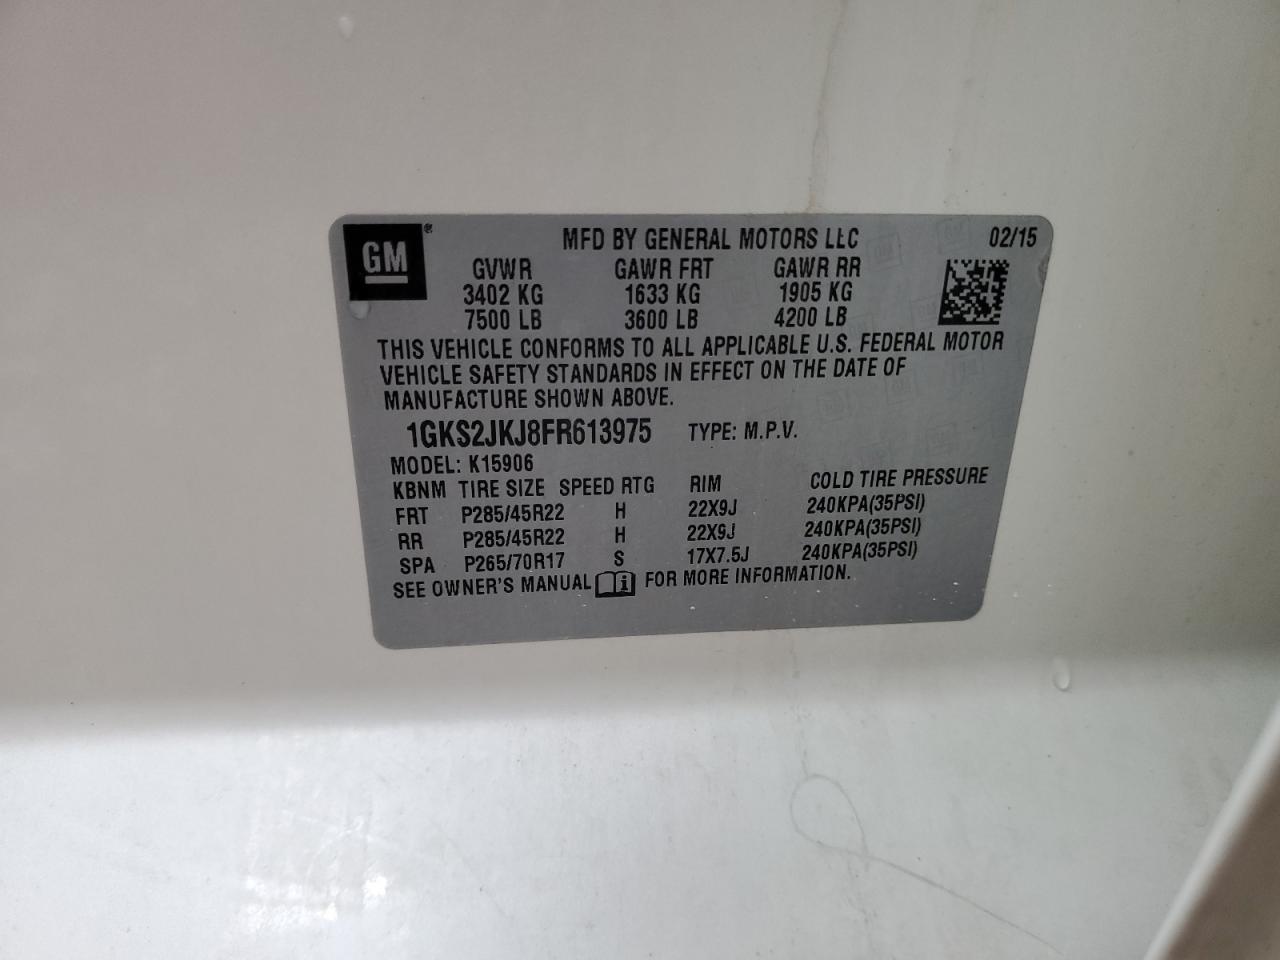 GM®
MFD BY GENERAL MOTORS LLC 02/15
GVWR GAWR FRT GAWR RR
3402 KG 1633 KG 1905 KG
7500 LB 3600 LB 4200 LB
THIS VEHICLE CONFORMS TO ALL APPLICABLE U.S. FEDERAL MOTOR
VEHICLE SAFETY STANDARDS IN EFFECT ON THE DATE OF
MANUFACTURE SHOWN ABOVE.
1GKS2JKJ8FR613975 TYPE: M.P.V.
MODEL: K15906
KBNM TIRE SIZE SPEED RTG RIM COLD TIRE PRESSURE
FRT P285/45R22 H 22X9J 240KPA(35PSI)
RR P285/45R22 H 22X9J 240KPA(35PSI)
SPA P265/70R17 S 17X7.5J 240KPA(35PSI)
SEE OWNER'S MANUAL i FOR MORE INFORMATION.